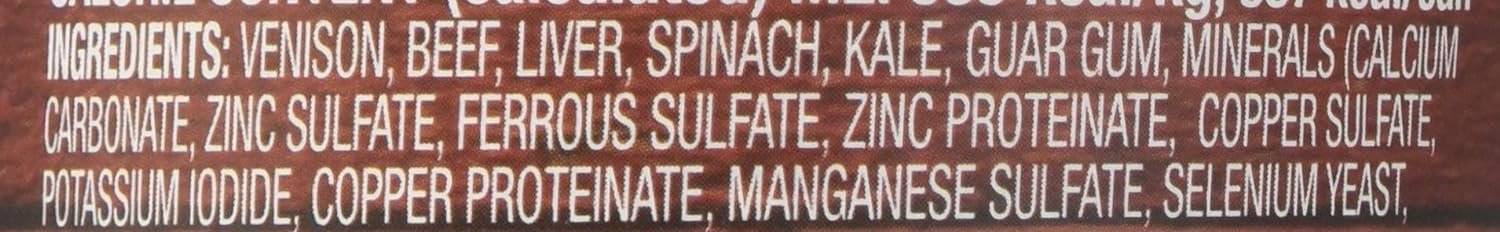 INGREDIENTS: VENISON, BEEF, LIVER, SPINACH, KALE, GUAR GUM, MINERALS (CALCIUM
CARBONATE, ZINC SULFATE, FERROUS SULFATE, ZINC PROTEINATE, COPPER SULFATE,
POTASSIUM IODIDE, COPPER PROTEINATE, MANGANESE SULFATE, SELENIUM YEAST,